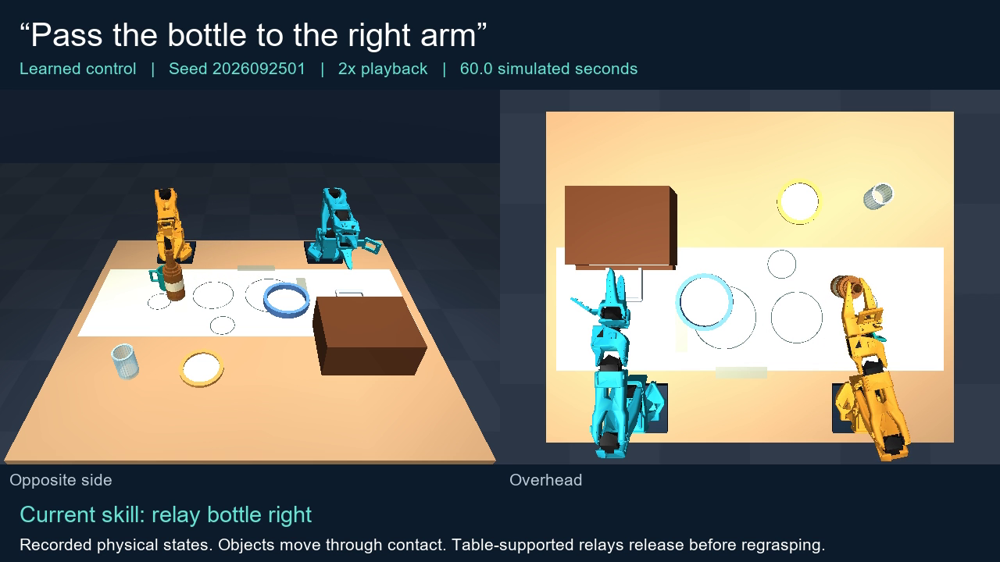 “Pass the bottle to the right arm”
Learned control | Seed 2026092501 | 2x playback | 60.0 simulated seconds
Opposite side
Overhead
Current skill: relay bottle right
Recorded physical states. Objects move through contact. Table-supported relays release before regrasping.